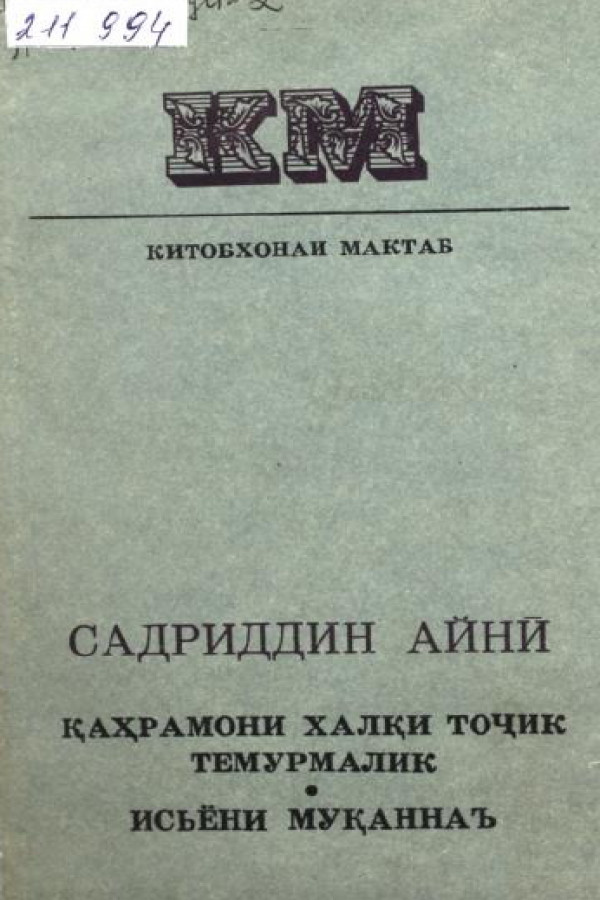 211 994
КМ
КИТОБХОНАИ МАКТАБ
САДРИДДИН АЙНӢ
ҚАҲРАМОНИ ХАЛҚИ ТОҶИК
ТЕМУРМАЛИК
•
ИСЬЁНИ МУҚАННАЪ